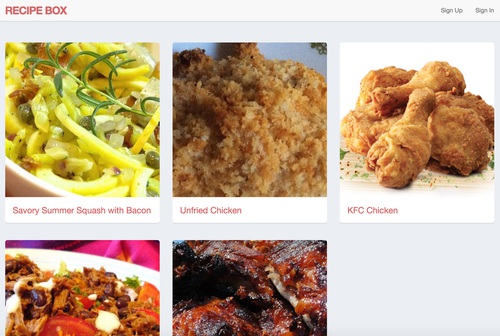 RECIPE BOX
Sign Up Sign In
Savory Summer Squash with Bacon
Unfried Chicken
KFC Chicken